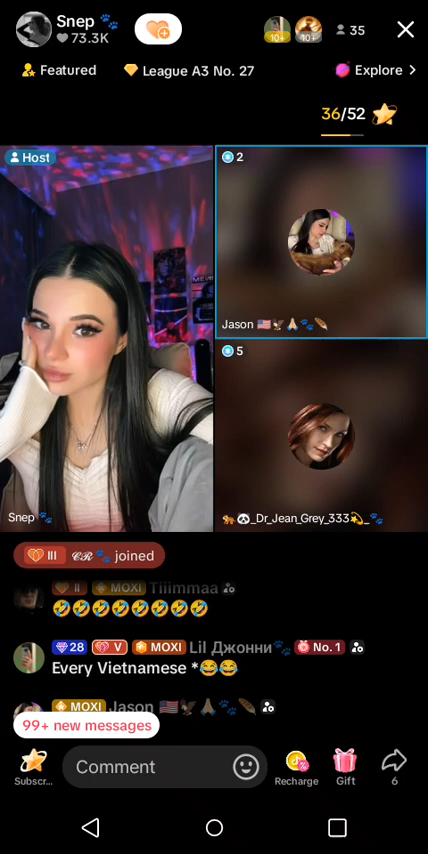 Snep 🐾
73.3K
10+
10+
35
Featured
League A3 No. 27
Explore >
36/52
Host
2
Jason 🇺🇸🦅🙏🏼🐾🪶
5
🐅🐼_Dr_Jean_Grey_333💫_🐾
Snep 🐾
III 𝓒𝓡 🐾 joined
II MOXI Tiiimmaa
🤣🤣🤣🤣🤣🤣🤣🤣
28 V MOXI Lil Джонни🐾 No. 1
Every Vietnamese *😂😂
MOXI Jason 🇺🇸🦅🙏🏼🐾🪶
99+ new messages
Subscr...
Comment
Recharge
Gift
6